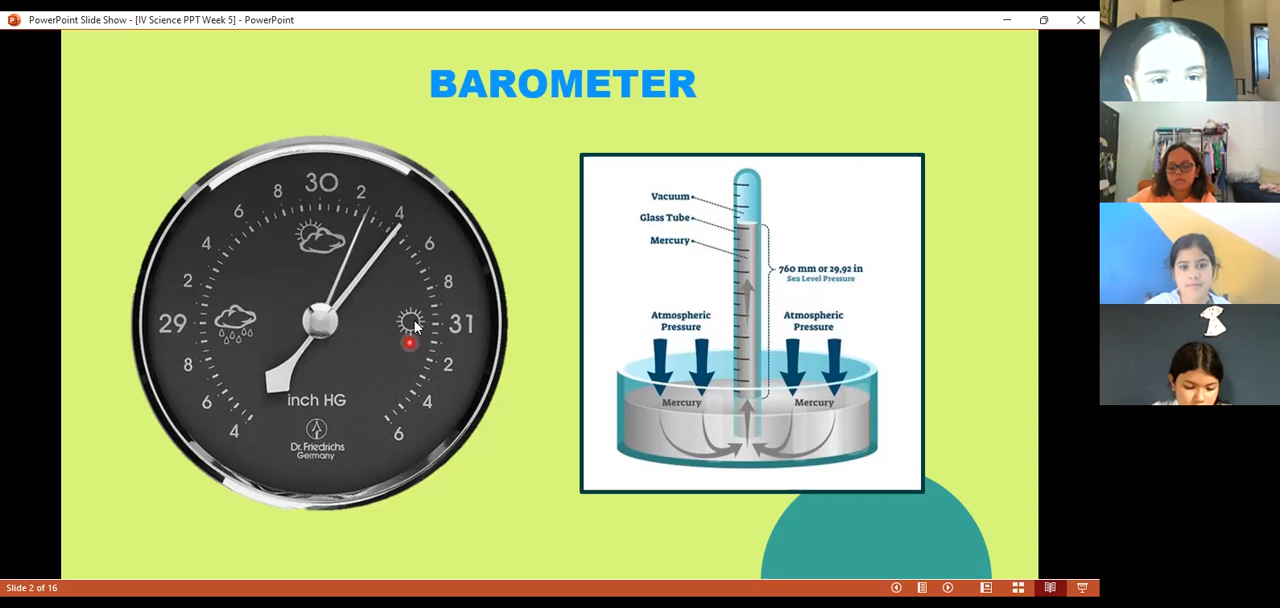 PowerPoint Slide Show - [IV Science PPT Week 5] - PowerPoint
BAROMETER
30
8 2
6 4
4 6
2 8
29 31
8 2
6 4
4 6
inch HG
Dr. Friedrichs
Germany
Vacuum
Glass Tube
Mercury
760 mm or 29,92 in
Sea Level Pressure
Atmospheric
Pressure
Atmospheric
Pressure
Mercury
Mercury
Slide 2 of 16